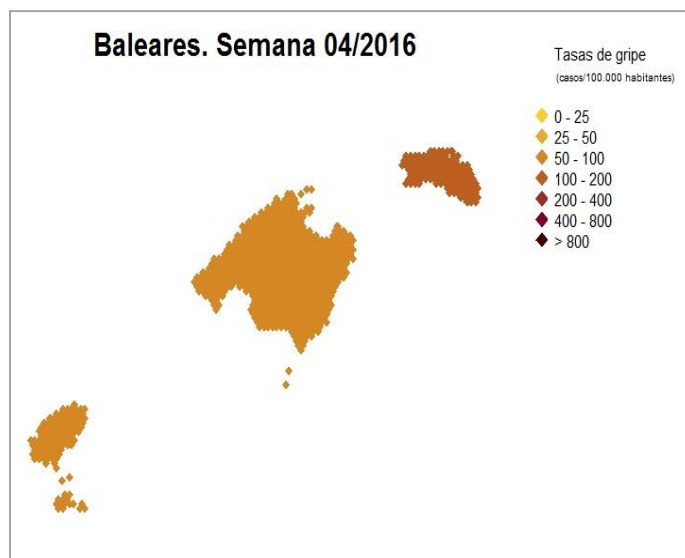 Baleares. Semana 04/2016
Tasas de gripe
(casos/100.000 habitantes)
0 - 25
25 - 50
50 - 100
100 - 200
200 - 400
400 - 800
> 800